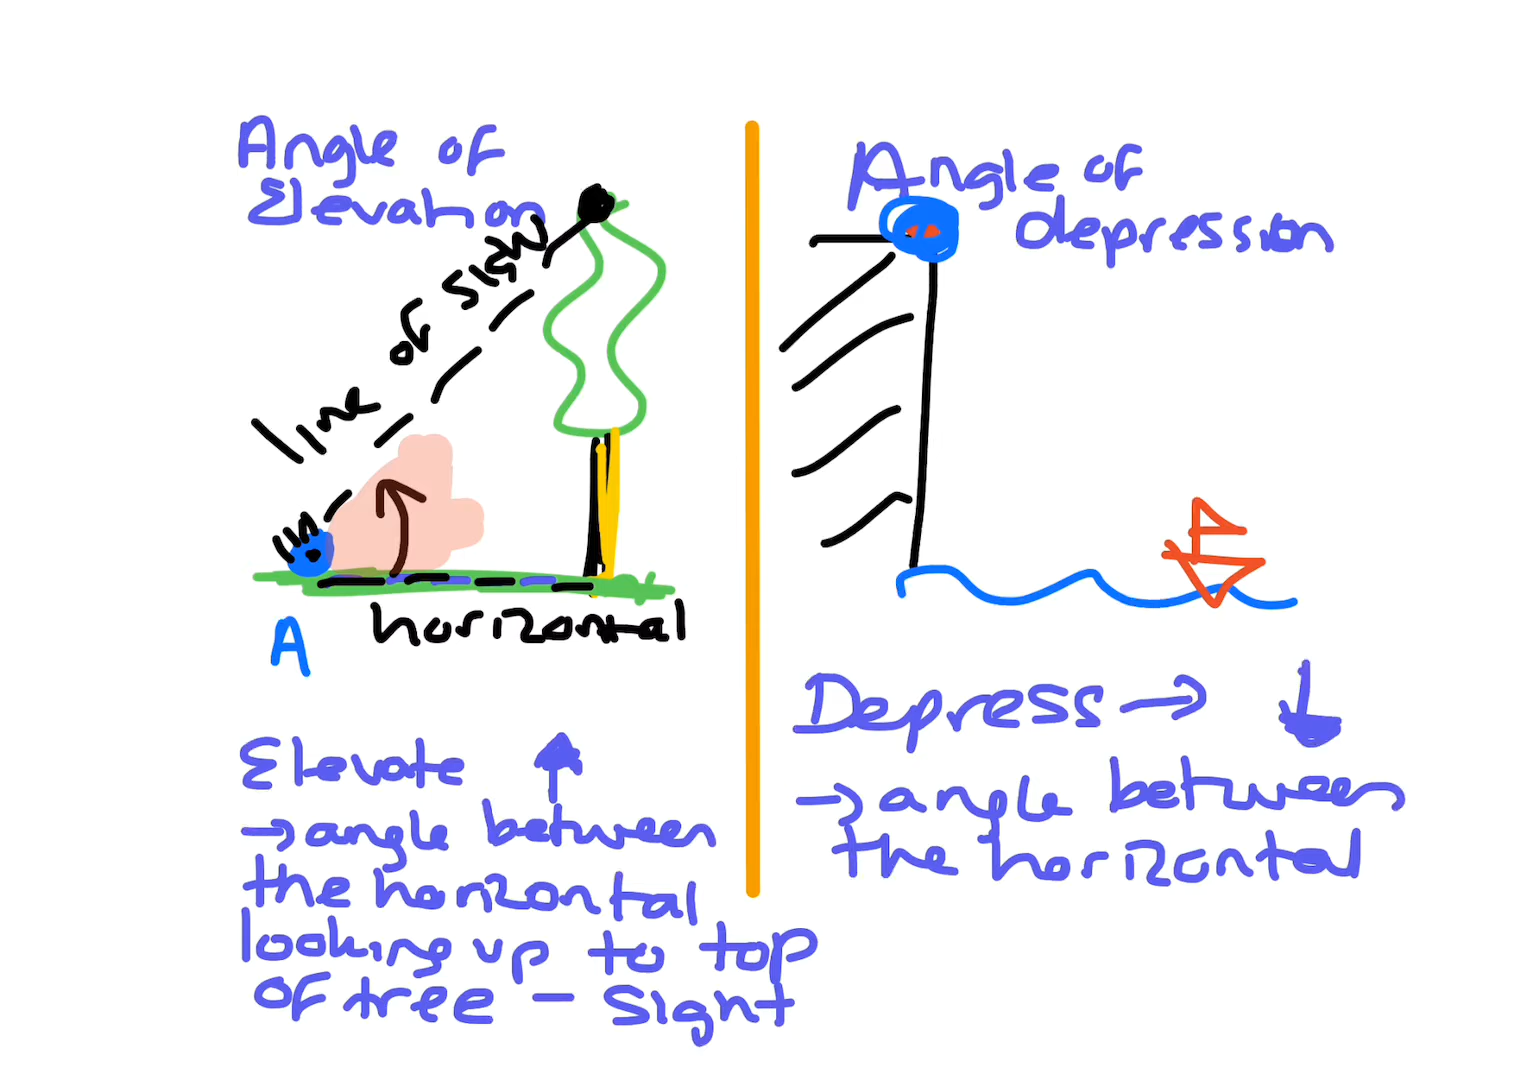 Angle of
Elevation
line of sight
A
horizontal
Elevate
→ angle between
the horizontal
looking up to top
of tree - sight
Angle of
depression
Depress →
→ angle between
the horizontal